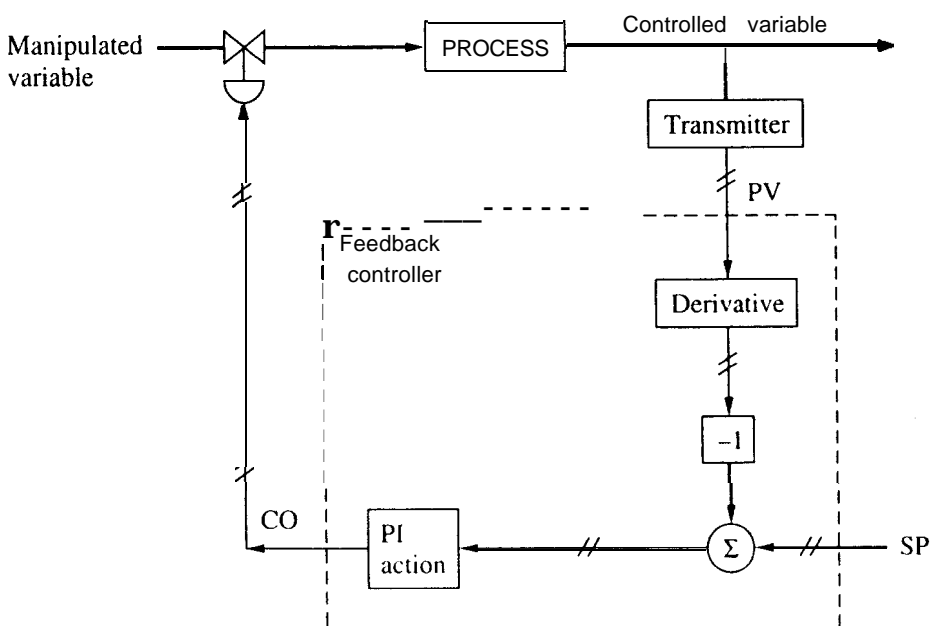 Controlled variable
Manipulated
variable
PROCESS
Transmitter
PV
r
Feedback
controller
Derivative
−1
CO
PI
action
Σ
SP